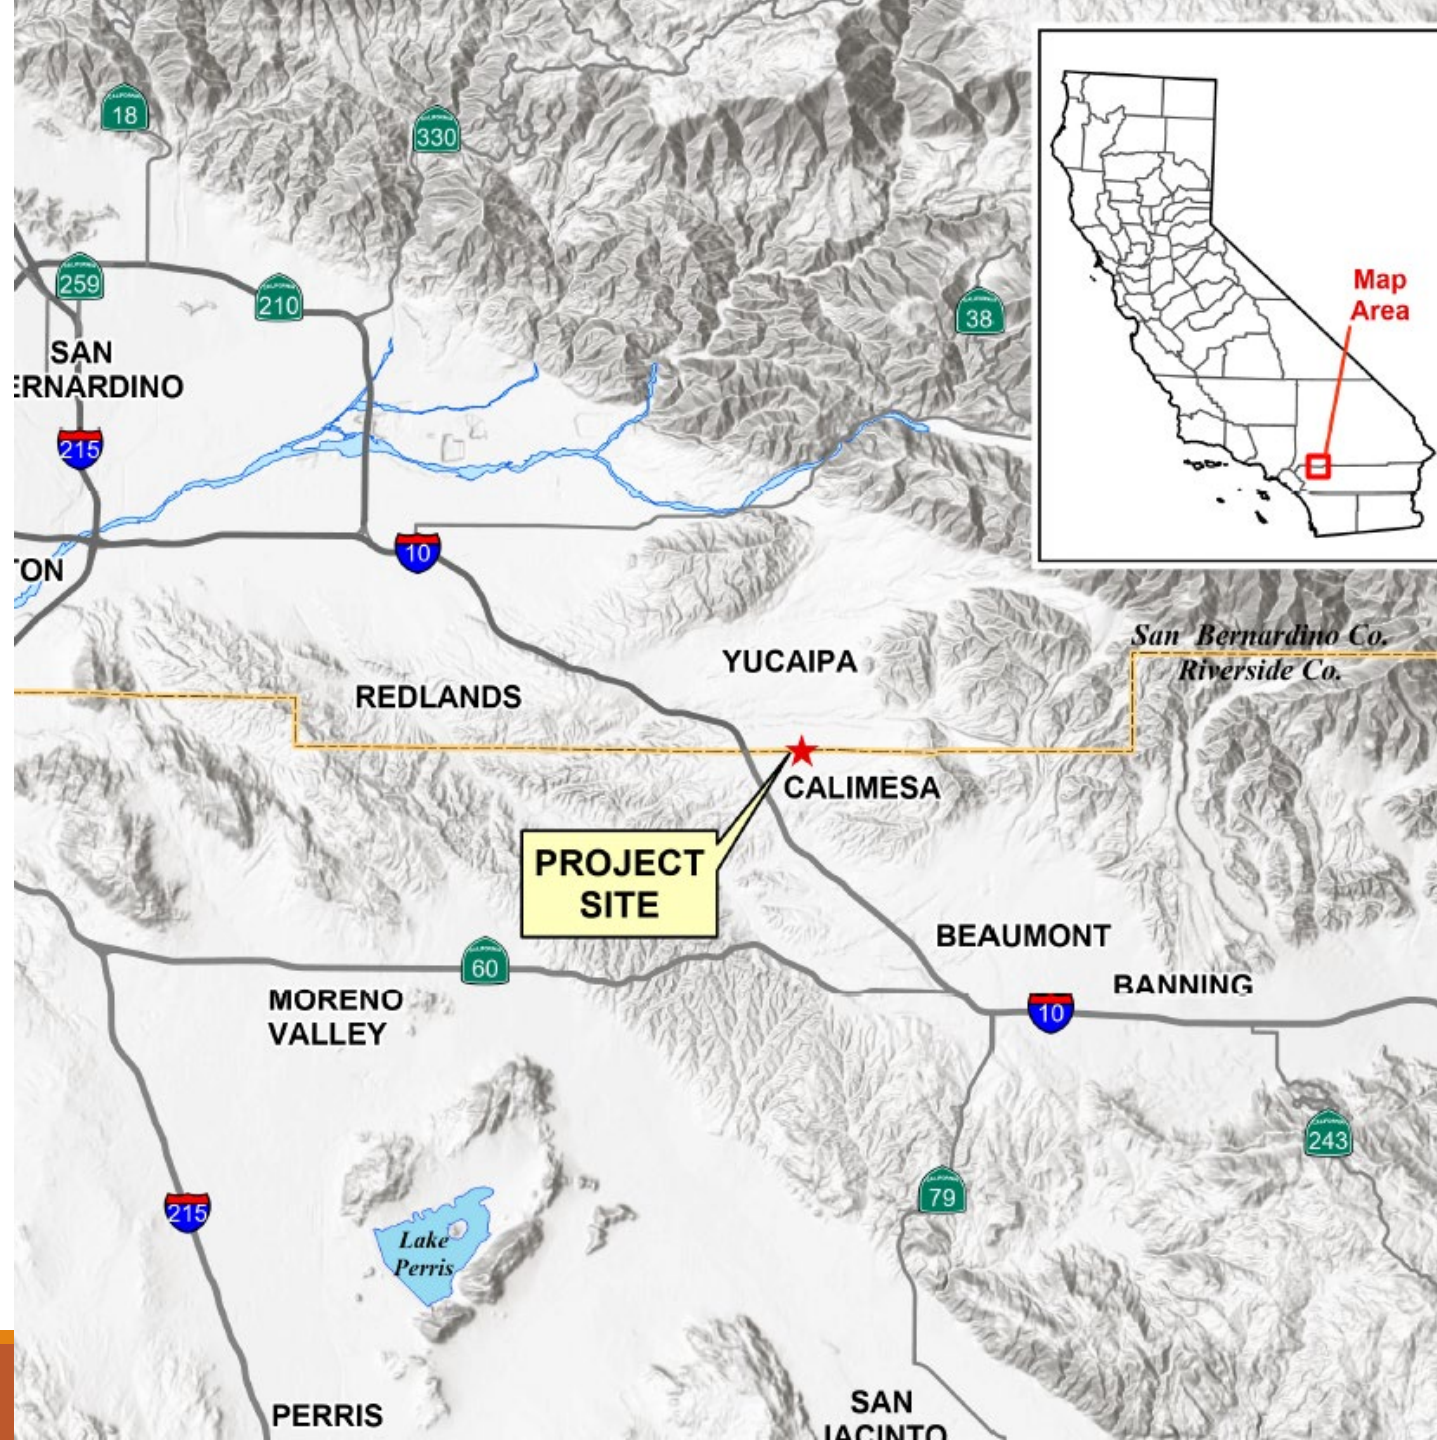 18
330
259
210
38
Map
Area
SAN
ERNARDINO
215
10
TON
San Bernardino Co.
Riverside Co.
YUCAIPA
REDLANDS
CALIMESA
PROJECT
SITE
BEAUMONT
60
BANNING
MORENO
VALLEY
10
243
79
215
Lake
Perris
PERRIS
SAN
JACINTO